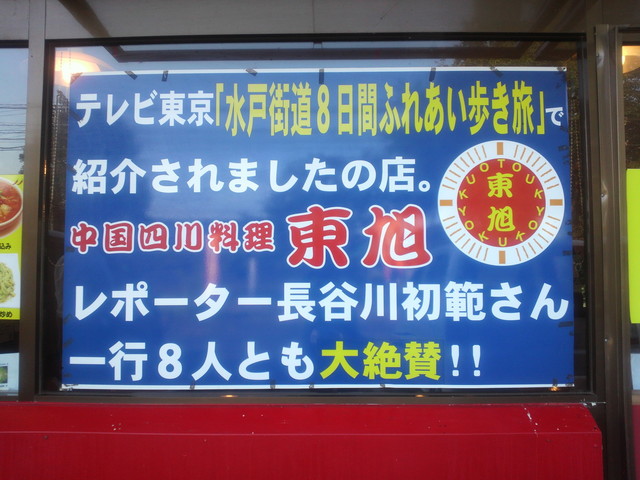 テレビ東京「水戸街道8日間ふれあい歩き旅」で
紹介されましたの店。
中国四川料理 東旭
東旭
レポーター長谷川初範さん
一行8人とも大絶賛!!